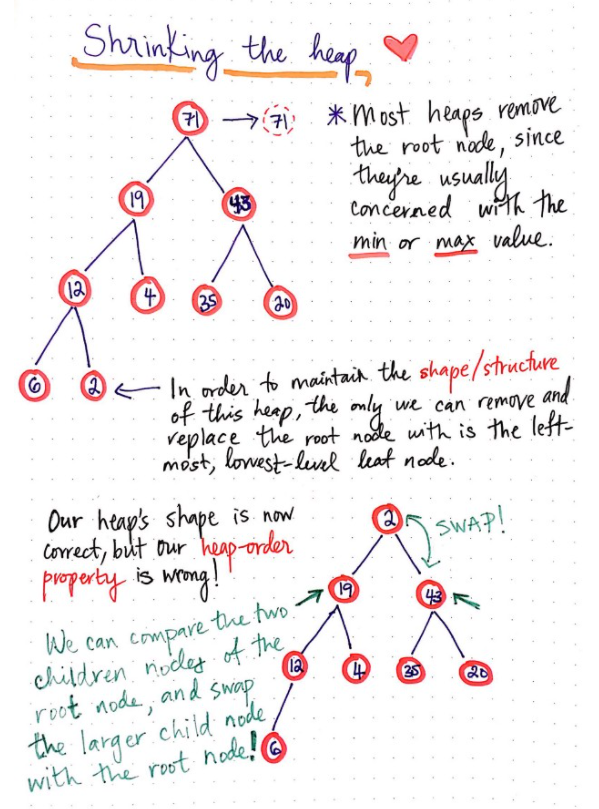 Shrinking the heap
71 → 71
19 43
12 4 35 20
6 2
* Most heaps remove
the root node, since
they're usually
concerned with the
min or max value.
← In order to maintain the shape/structure
of this heap, the only we can remove and
replace the root node with is the left-
most, lowest-level leaf node.
Our heap's shape is now
correct, but our heap-order
property is wrong!
We can compare the two
children nodes of the
root node, and swap
the larger child node
with the root node!
2
SWAP!
19 43
12 4 35 20
6